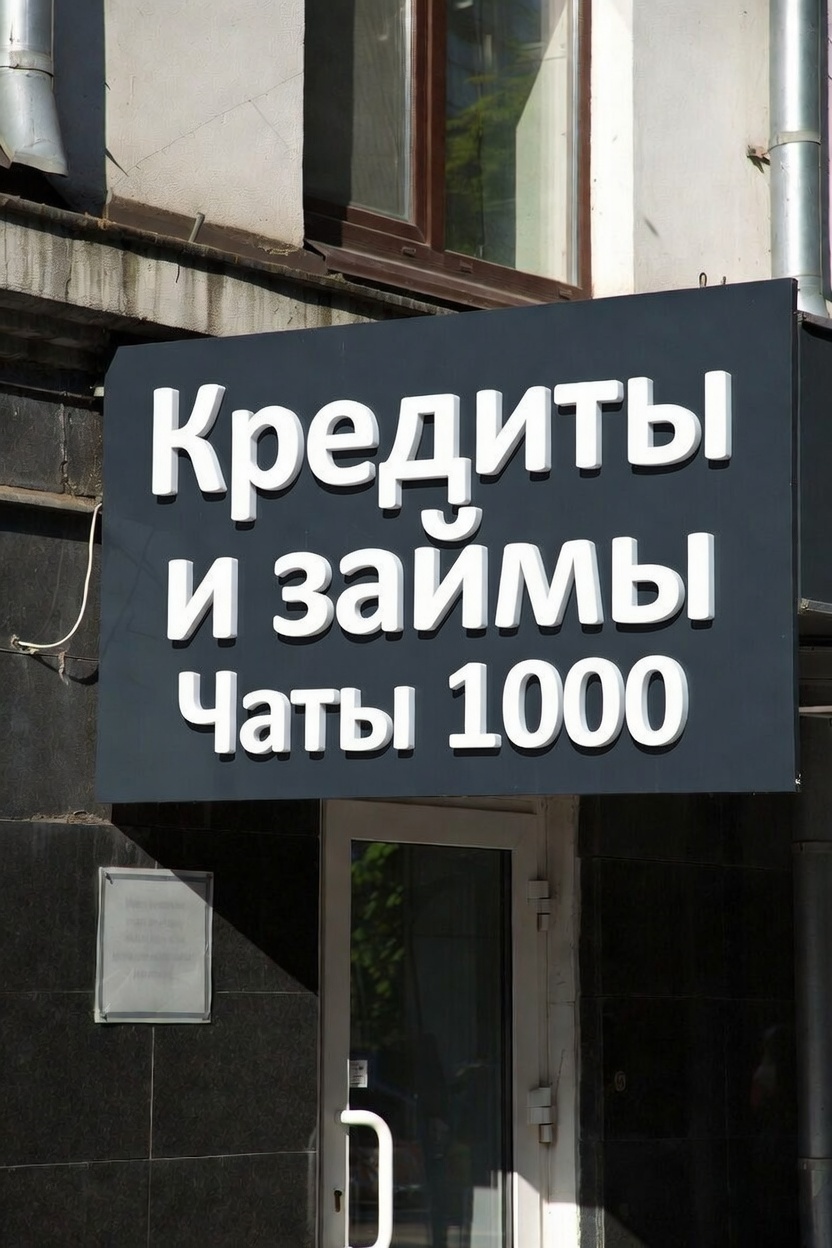 Кредиты
и займы
Чаты 1000